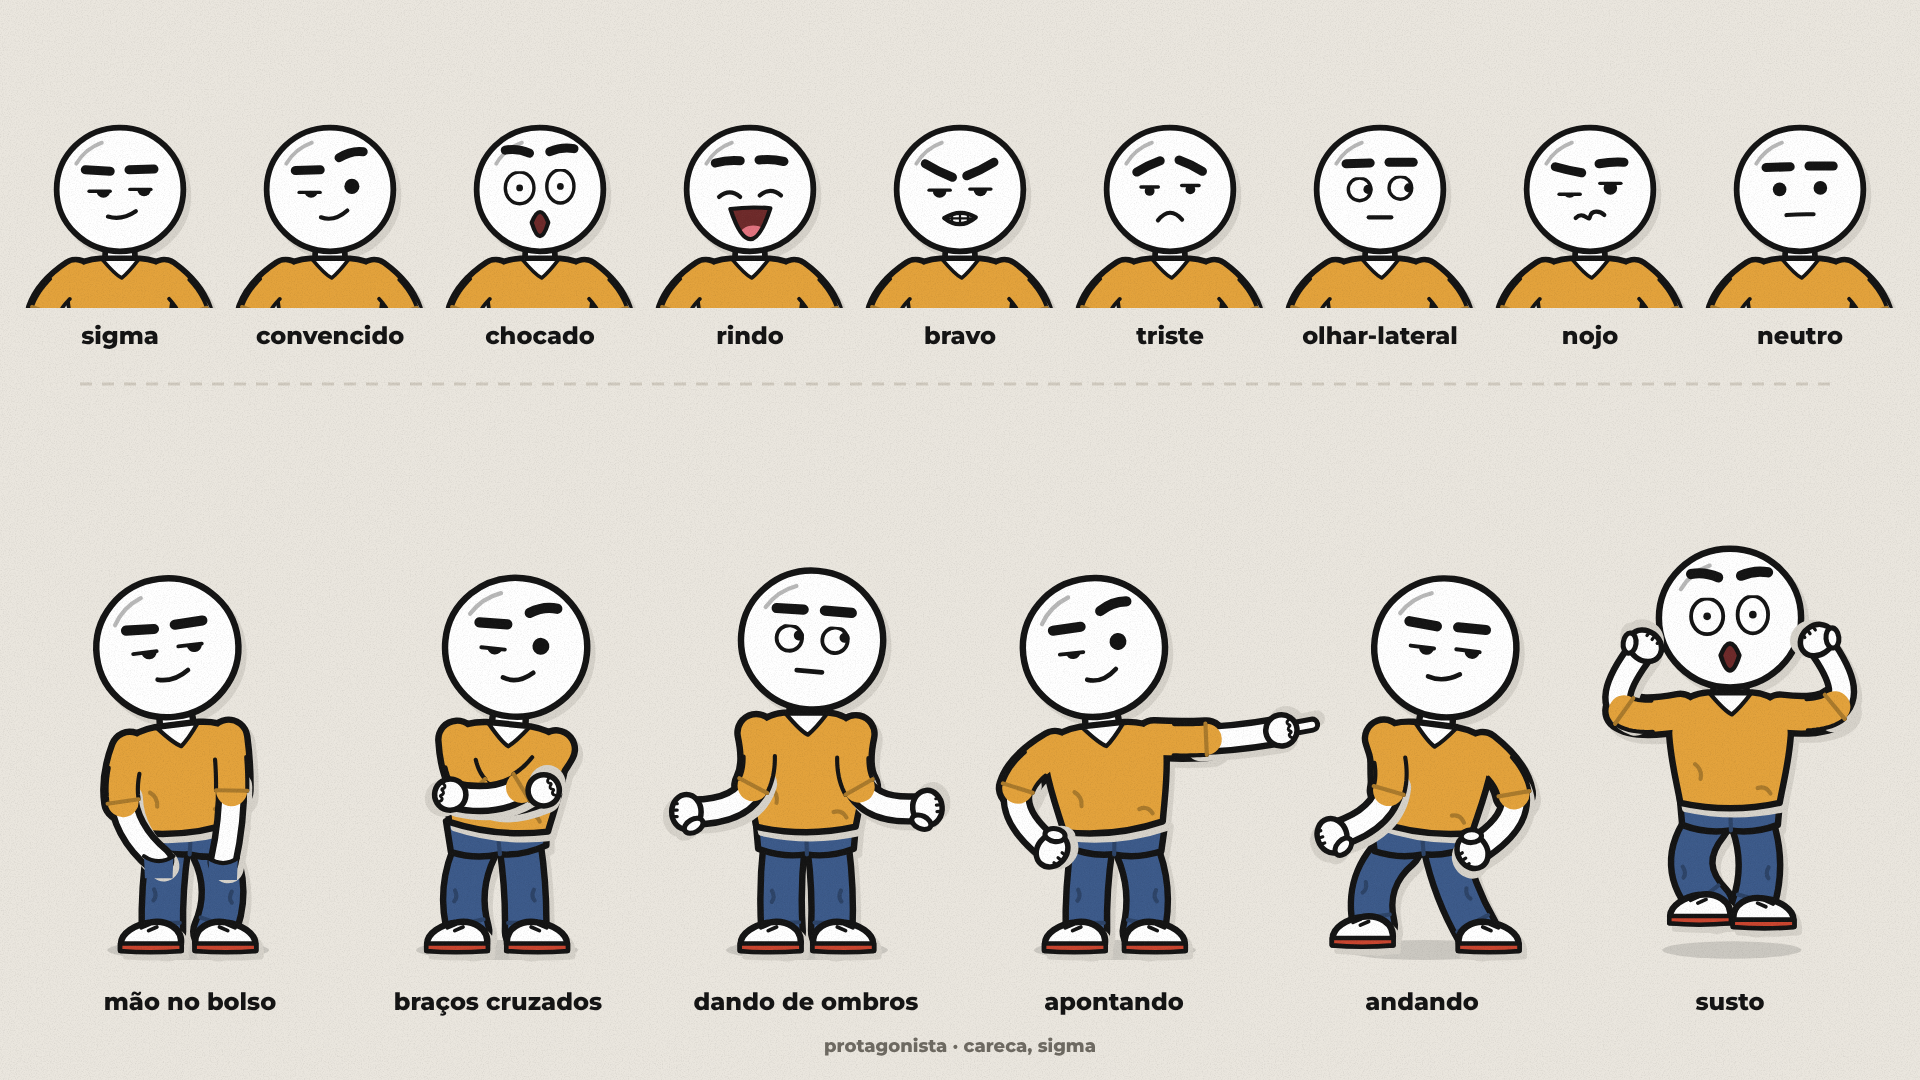 sigma convencido chocado rindo bravo triste olhar-lateral nojo neutro
mão no bolso braços cruzados dando de ombros apontando andando susto
protagonista · careca, sigma